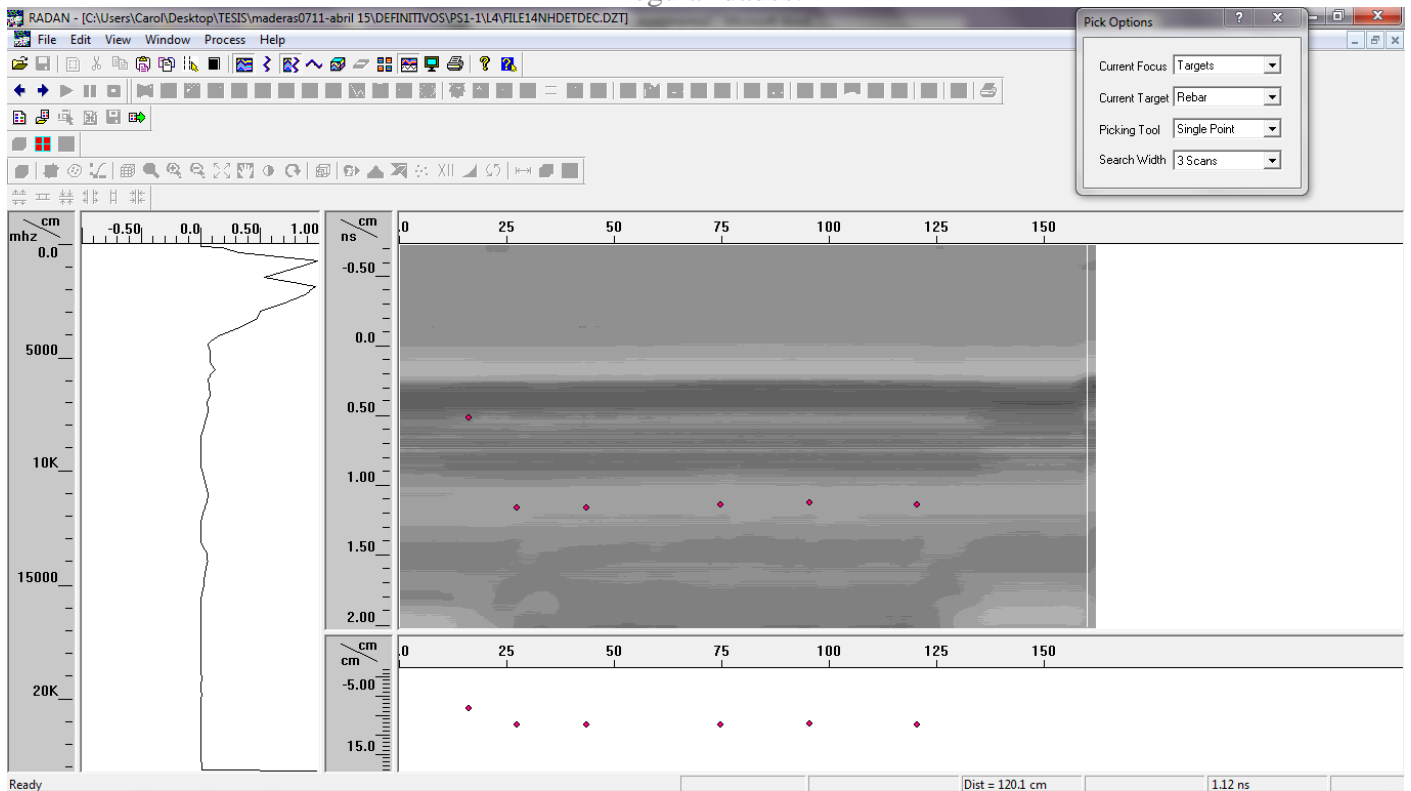 RADAN - [C:\Users\Carol\Desktop\TESIS\maderas0711-abril 15\DEFINITIVOS\PS1-1\L4\FILE14NHDETDEC.DZT]
File Edit View Window Process Help
Pick Options
Current Focus Targets
Current Target Rebar
Picking Tool Single Point
Search Width 3 Scans
XII
cm
mhz
-0.50 0.0 0.50 1.00
cm
ns
.0 25 50 75 100 125 150
0.0
5000
10K
15000
20K
-0.50
0.0
0.50
1.00
1.50
2.00
cm
cm
.0 25 50 75 100 125 150
-5.00
15.0
Ready
Dist = 120.1 cm
1.12 ns